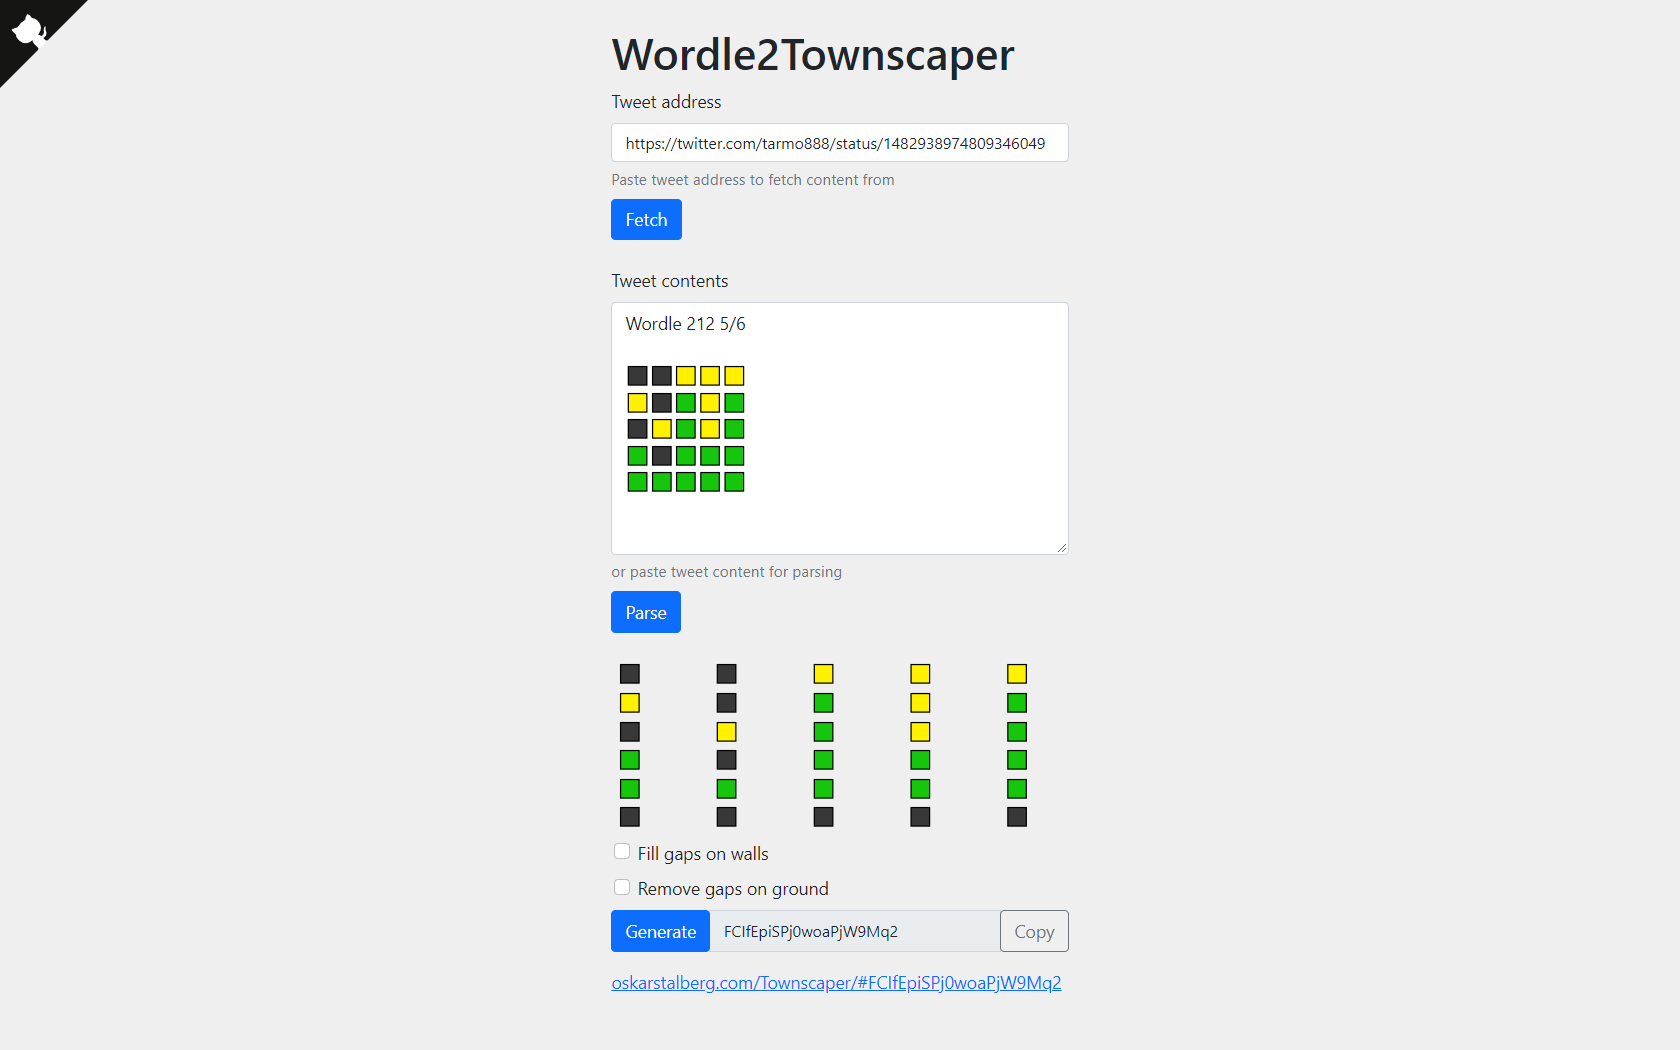 Wordle2Townscaper
Tweet address
https://twitter.com/tarmo888/status/1482938974809346049
Paste tweet address to fetch content from
Fetch
Tweet contents
Wordle 212 5/6
or paste tweet content for parsing
Parse
Fill gaps on walls
Remove gaps on ground
Generate FCIfEpiSPj0woaPjW9Mq2 Copy
oskarstalberg.com/Townscaper/#FCIfEpiSPj0woaPjW9Mq2